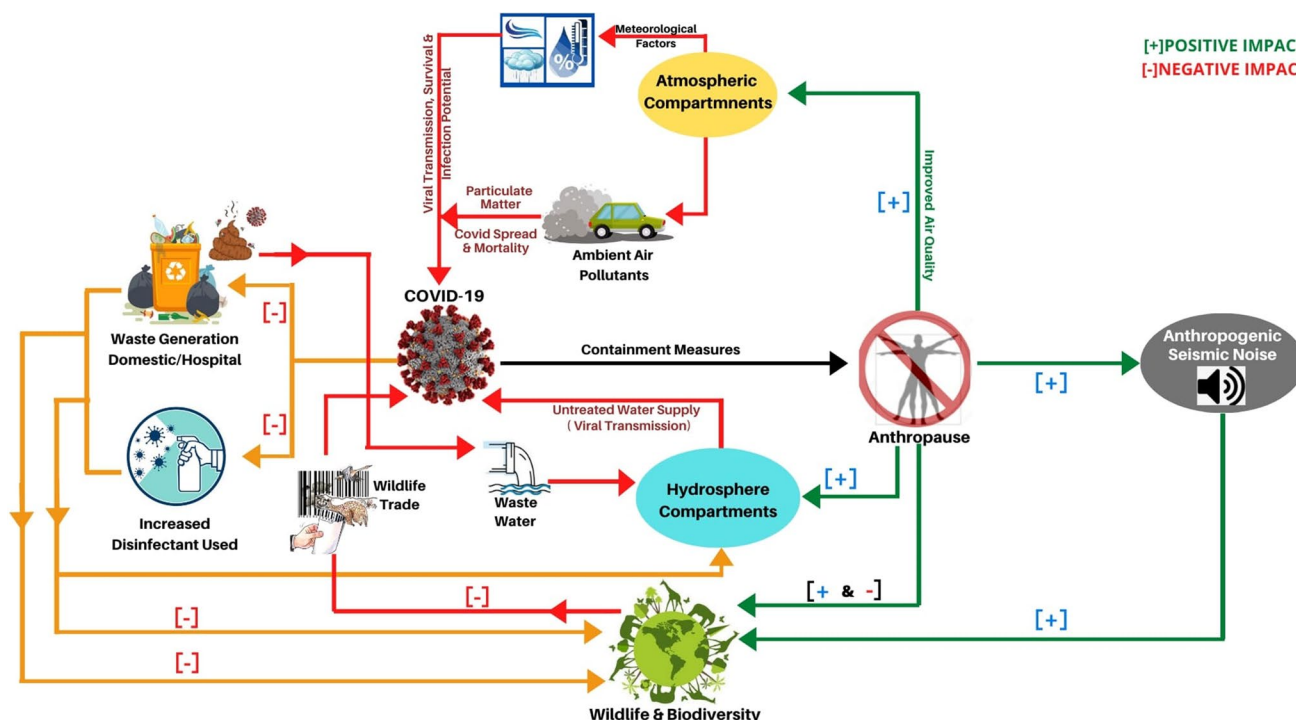 [+]POSITIVE IMPAC
[-]NEGATIVE IMPAC
Meteorological
Factors
%
Atmospheric
Compartmnents
Viral Transmission, Survival &
Infection Potential
Improved Air
Quality
[+]
Particulate
Matter
Covid Spread
& Mortality
Ambient Air
Pollutants
COVID-19
Waste Generation
Domestic/Hospital
[-]
[-]
Containment Measures
Anthropogenic
Seismic Noise
[+]
Anthropause
Untreated Water Supply
( Viral Transmission)
Increased
Disinfectant Used
Wildlife
Trade
Waste
Water
Hydrosphere
Compartments
[+]
[+ & -]
[-]
[-]
[+]
[-]
Wildlife & Biodiversity